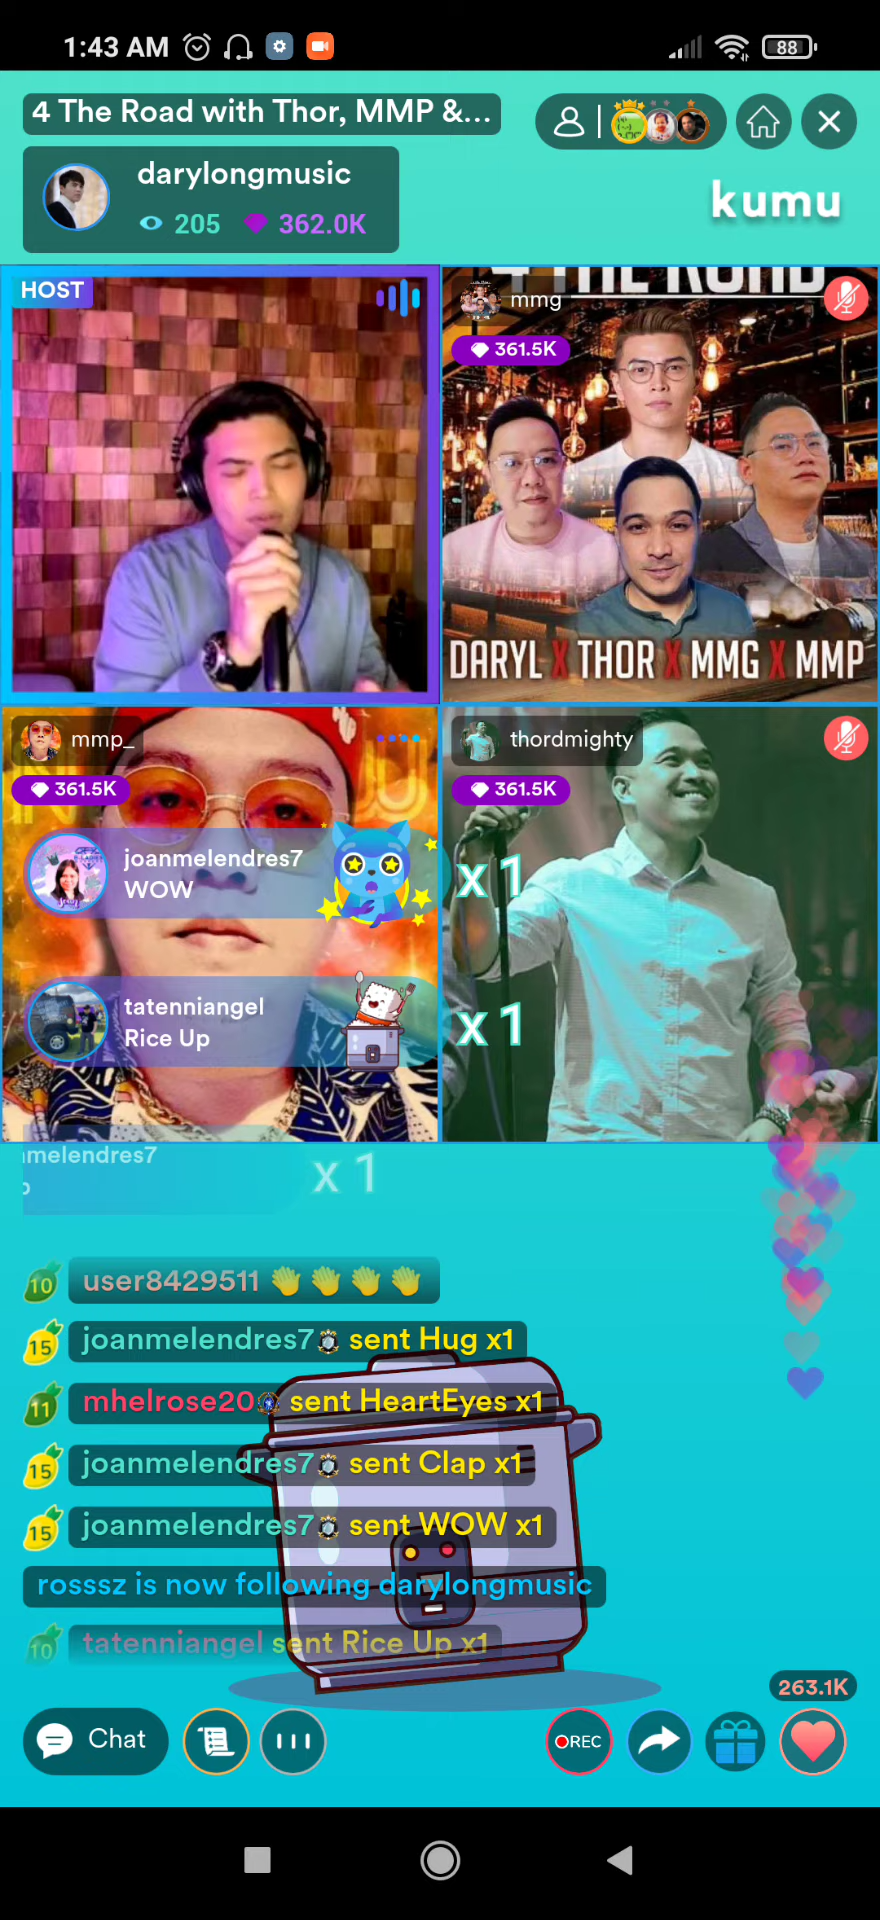 1:43 AM
88
4 The Road with Thor, MMP &...
darylongmusic
205 362.0K
kumu
HOST
4 THE ROAD
mmg
361.5K
DARYL X THOR X MMG X MMP
mmp_
361.5K
thordmighty
361.5K
joanmelendres7
WOW
x 1
tatenniangel
Rice Up
x 1
melendres7
x 1
10 user8429511 👏 👏 👏 👏
15 joanmelendres7 sent Hug x1
11 mhelrose20 sent HeartEyes x1
15 joanmelendres7 sent Clap x1
15 joanmelendres7 sent WOW x1
rosssz is now following darylongmusic
10 tatenniangel sent Rice Up x1
263.1K
Chat
REC